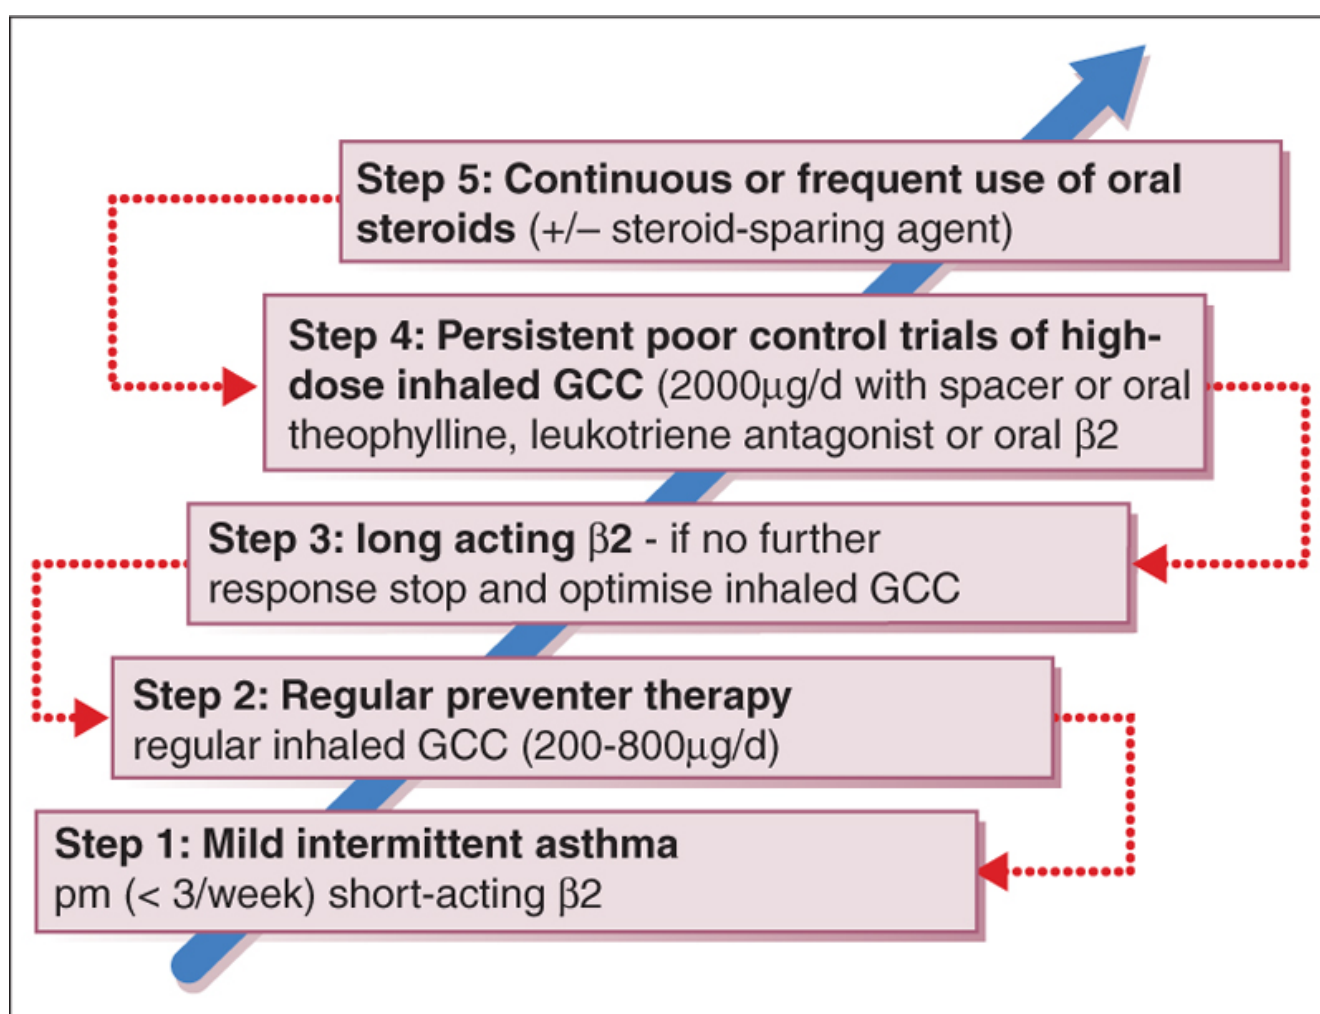 Step 5: Continuous or frequent use of oral
steroids (+/– steroid-sparing agent)
Step 4: Persistent poor control trials of high-
dose inhaled GCC (2000μg/d with spacer or oral
theophylline, leukotriene antagonist or oral β2
Step 3: long acting β2 - if no further
response stop and optimise inhaled GCC
Step 2: Regular preventer therapy
regular inhaled GCC (200-800μg/d)
Step 1: Mild intermittent asthma
pm (< 3/week) short-acting β2